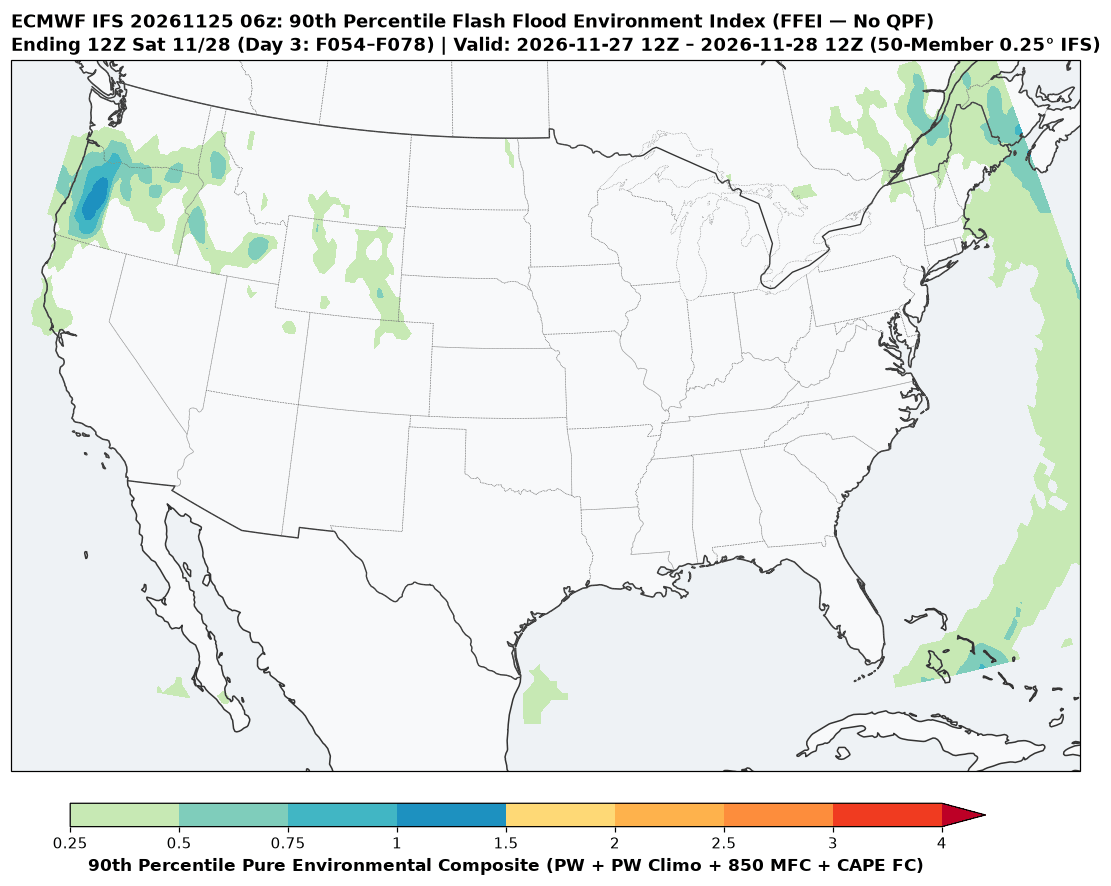 ECMWF IFS 20261125 06z: 90th Percentile Flash Flood Environment Index (FFEI — No QPF)
Ending 12Z Sat 11/28 (Day 3: F054–F078) | Valid: 2026-11-27 12Z – 2026-11-28 12Z (50-Member 0.25° IFS)
0.25 0.5 0.75 1 1.5 2 2.5 3 4
90th Percentile Pure Environmental Composite (PW + PW Climo + 850 MFC + CAPE FC)